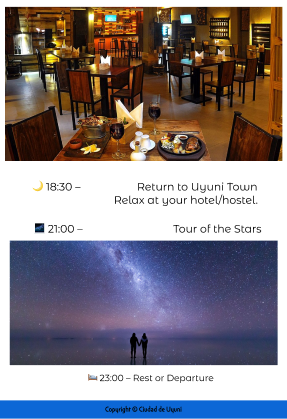 🌙 18:30 – Return to Uyuni Town
Relax at your hotel/hostel.
🌌 21:00 – Tour of the Stars
🛏️ 23:00 – Rest or Departure
Copyright © Ciudad de Uyuni